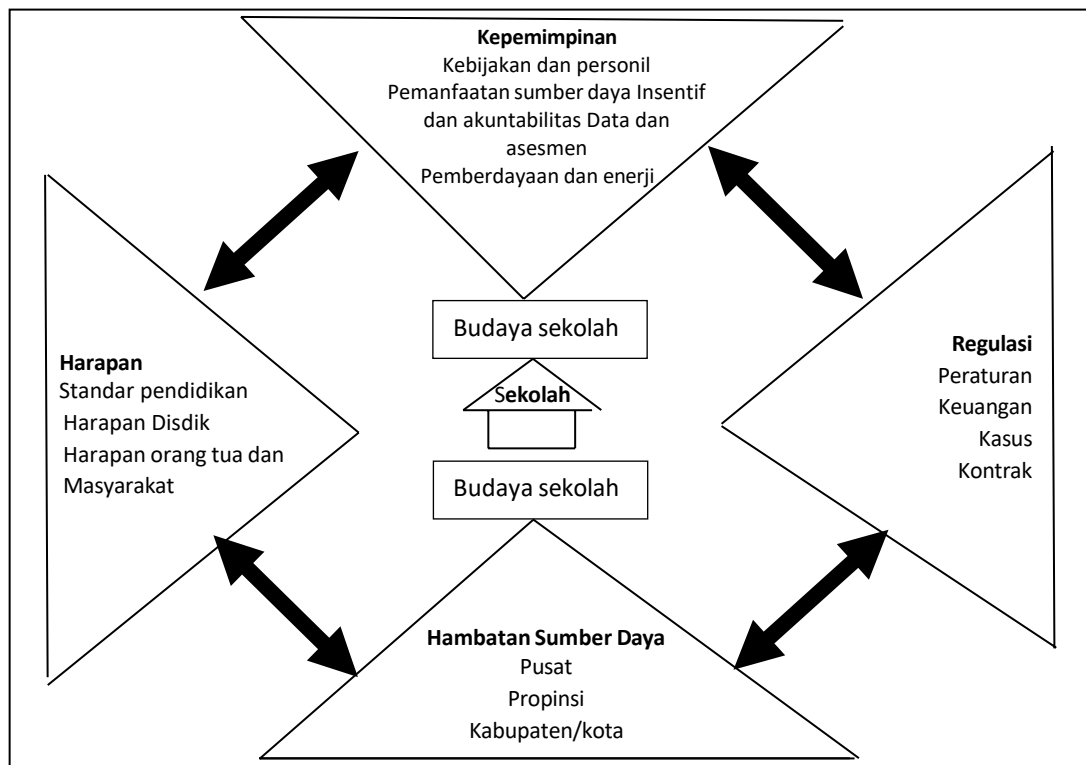 Kepemimpinan
Kebijakan dan personil
Pemanfaatan sumber daya Insentif
dan akuntabilitas Data dan
asesmen
Pemberdayaan dan enerji
Budaya sekolah
Harapan
Standar pendidikan
Harapan Disdik
Harapan orang tua dan
Masyarakat
Sekolah
Regulasi
Peraturan
Keuangan
Kasus
Kontrak
Budaya sekolah
Hambatan Sumber Daya
Pusat
Propinsi
Kabupaten/kota